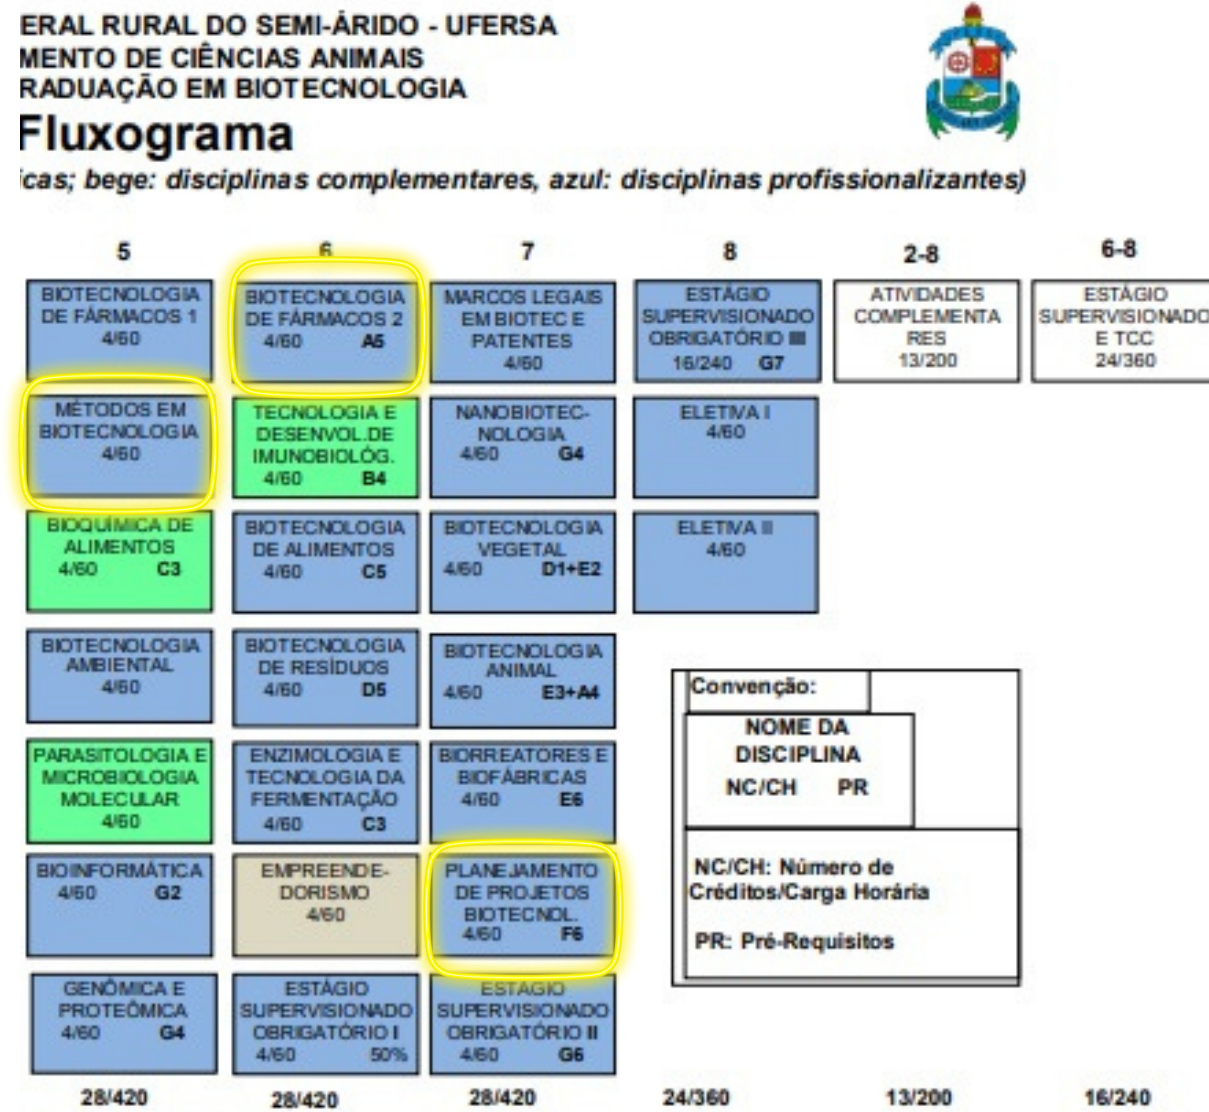 ERAL RURAL DO SEMI-ÁRIDO - UFERSA
MENTO DE CIÊNCIAS ANIMAIS
RADUAÇÃO EM BIOTECNOLOGIA
Fluxograma
icas; bege: disciplinas complementares, azul: disciplinas profissionalizantes)
5
6
7
8
2-8
6-8
BIOTECNOLOGIA
DE FÁRMACOS 1
4/60
BIOTECNOLOGIA
DE FÁRMACOS 2
4/60 A5
MARCOS LEGAIS
EM BIOTEC E
PATENTES
4/60
ESTÁGIO
SUPERVISIONADO
OBRIGATÓRIO III
16/240 G7
ATIVIDADES
COMPLEMENTA
RES
13/200
ESTÁGIO
SUPERVISIONADO
E TCC
24/360
MÉTODOS EM
BIOTECNOLOGIA
4/60
TECNOLOGIA E
DESENVOL.DE
IMUNOBIOLÓG.
4/60 B4
NANOBIOTEC-
NOLOGIA
4/60 G4
ELETIVA I
4/60
BIOQUÍMICA DE
ALIMENTOS
4/60 C3
BIOTECNOLOGIA
DE ALIMENTOS
4/60 C5
BIOTECNOLOGIA
VEGETAL
4/60 D1+E2
ELETIVA II
4/60
BIOTECNOLOGIA
AMBIENTAL
4/60
BIOTECNOLOGIA
DE RESÍDUOS
4/60 D5
BIOTECNOLOGIA
ANIMAL
4/60 E3+A4
PARASITOLOGIA E
MICROBIOLOGIA
MOLECULAR
4/60
ENZIMOLOGIA E
TECNOLOGIA DA
FERMENTAÇÃO
4/60 C3
BIORREATORES E
BIOFÁBRICAS
4/60 E6
BIOINFORMÁTICA
4/60 G2
EMPREENDE-
DORISMO
4/60
PLANEJAMENTO
DE PROJETOS
BIOTECNOL.
4/60 F6
GENÔMICA E
PROTEÔMICA
4/60 G4
ESTÁGIO
SUPERVISIONADO
OBRIGATÓRIO I
4/60 50%
ESTAGIO
SUPERVISIONADO
OBRIGATÓRIO II
4/60 G6
Convenção:
NOME DA
DISCIPLINA
NC/CH PR
NC/CH: Número de
Créditos/Carga Horária
PR: Pré-Requisitos
28/420
28/420
28/420
24/360
13/200
16/240